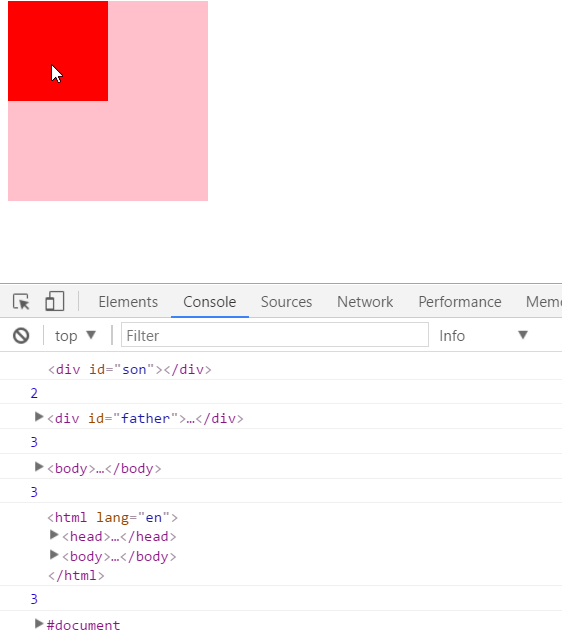 Elements Console Sources Network Performance Mem
top Filter Info
<div id="son"></div>
2
<div id="father">…</div>
3
<body>…</body>
3
<html lang="en">
<head>…</head>
<body>…</body>
</html>
3
#document